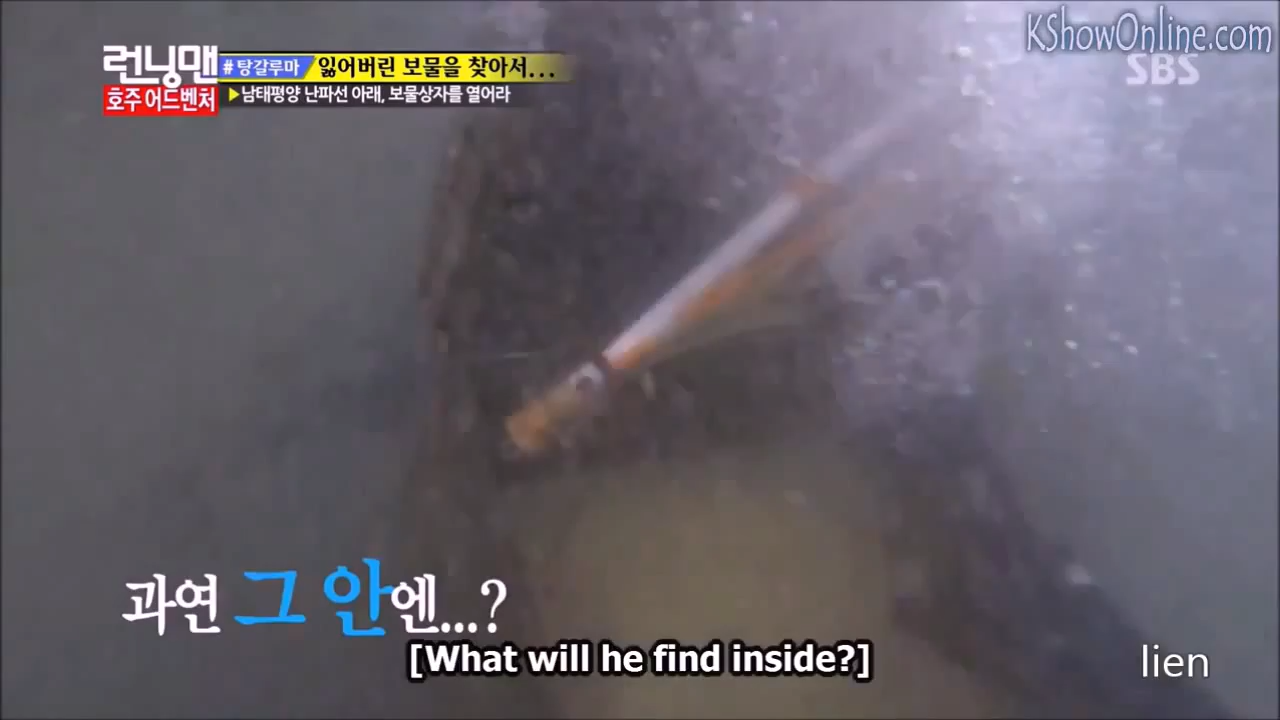 KShowOnline.com
SBS
런닝맨
호주 어드벤처
#탕갈루마
잃어버린 보물을 찾아서...
▶남태평양 난파선 아래, 보물상자를 열어라
과연 그 안엔...?
[What will he find inside?]
lien